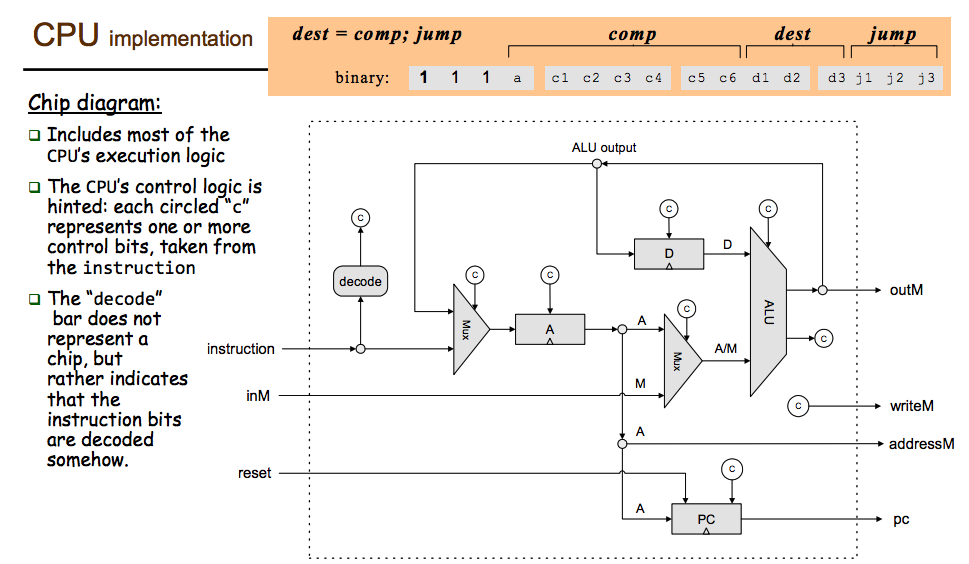 CPU implementation
dest = comp; jump
comp
dest
jump
binary:
1 1 1 a
c1 c2 c3 c4
c5 c6 d1 d2
d3 j1 j2 j3
Chip diagram:
Includes most of the
CPU’s execution logic
The CPU’s control logic is
hinted: each circled “c”
represents one or more
control bits, taken from
the instruction
The “decode”
bar does not
represent a
chip, but
rather indicates
that the
instruction bits
are decoded
somehow.
ALU output
C
C
C
D
D
decode
C
C
Mux
A
C
A
Mux
A/M
ALU
outM
C
instruction
inM
M
C
writeM
A
addressM
reset
C
A
PC
pc